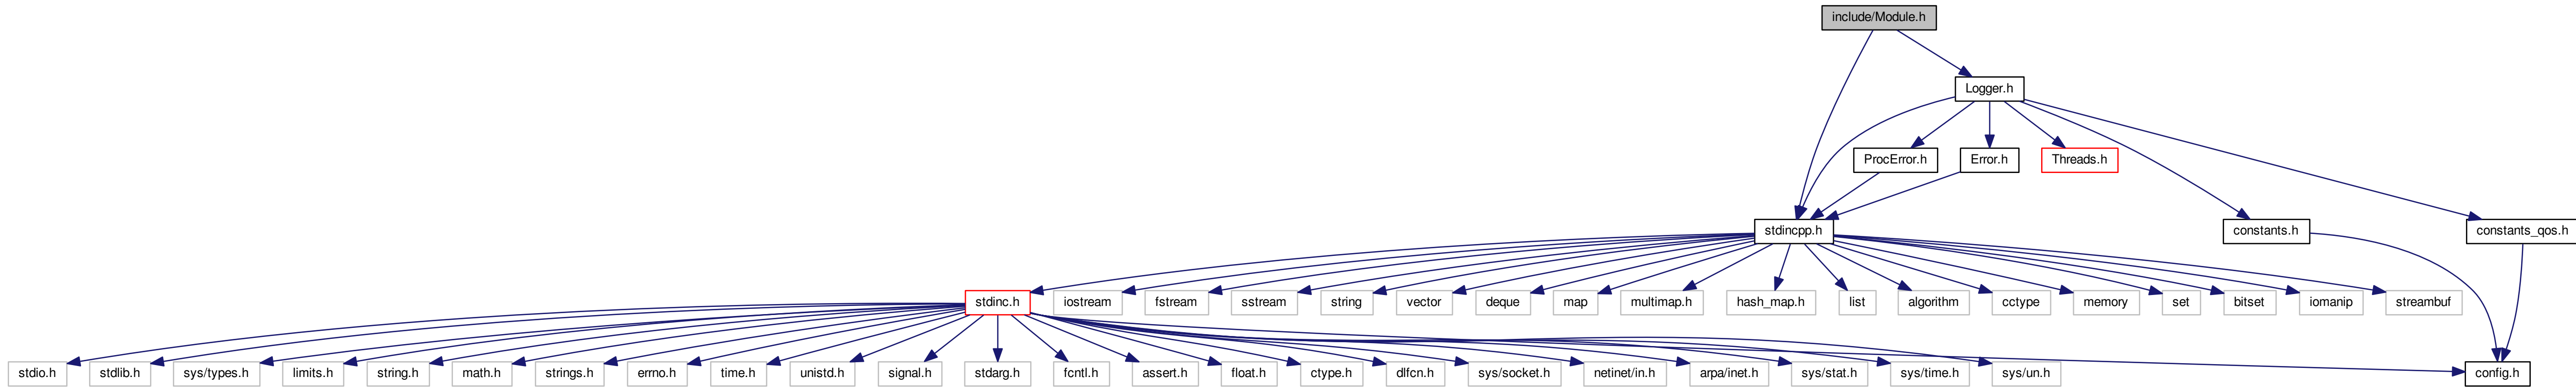 include/Module.h
Logger.h
ProcError.h
Error.h
Threads.h
stdincpp.h
constants.h
constants_qos.h
stdinc.h
iostream
fstream
sstream
string
vector
deque
map
multimap.h
hash_map.h
list
algorithm
cctype
memory
set
bitset
iomanip
streambuf
stdio.h
stdlib.h
sys/types.h
limits.h
string.h
math.h
strings.h
errno.h
time.h
unistd.h
signal.h
stdarg.h
fcntl.h
assert.h
float.h
ctype.h
dlfcn.h
sys/socket.h
netinet/in.h
arpa/inet.h
sys/stat.h
sys/time.h
sys/un.h
config.h